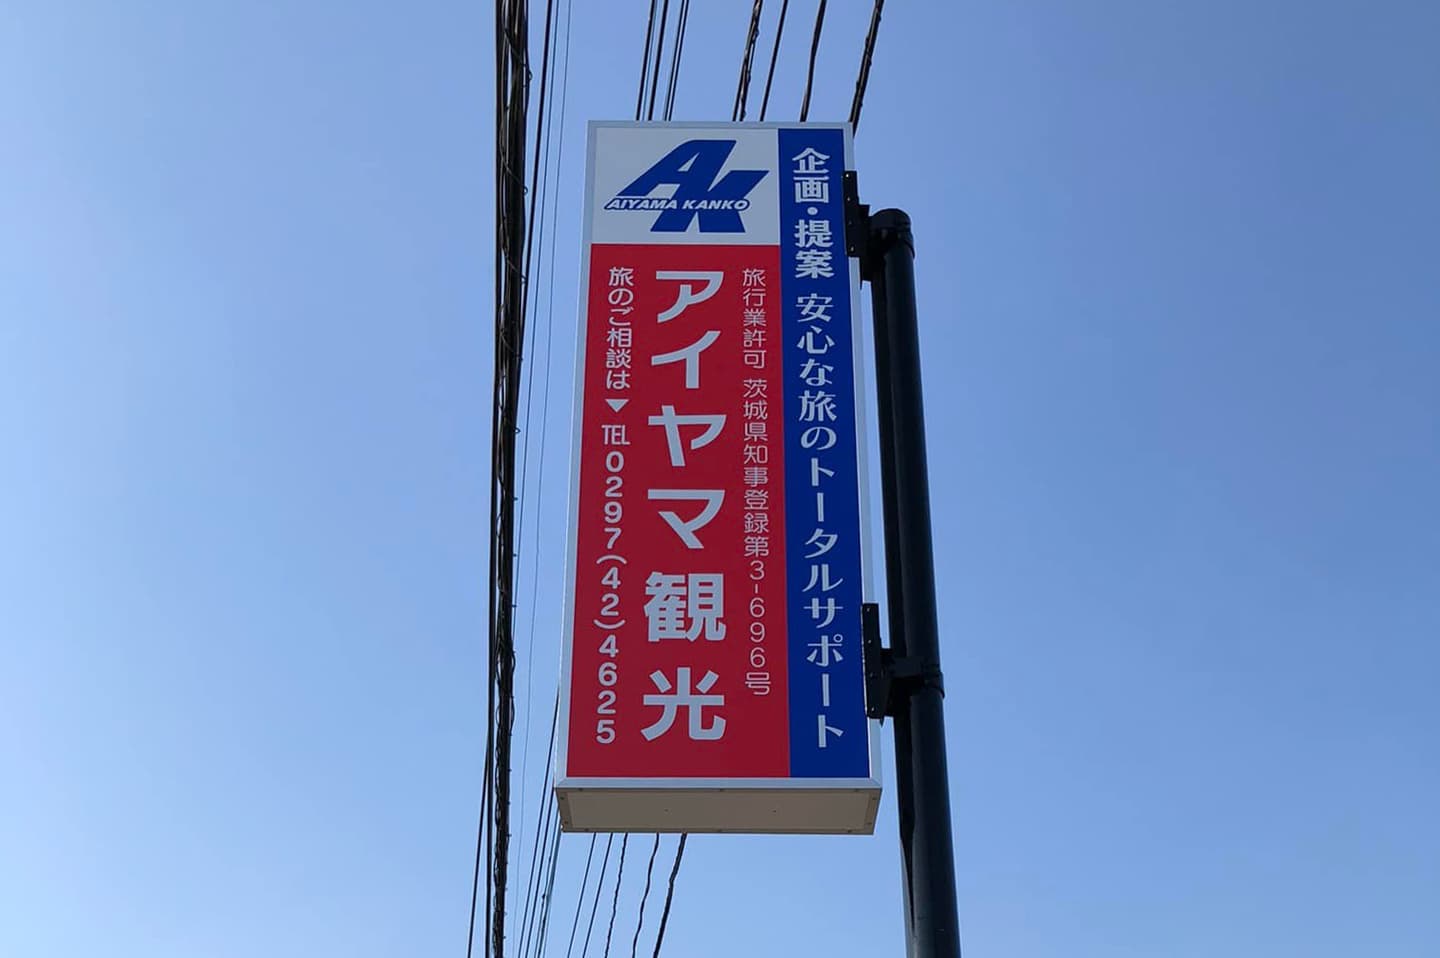 AK
AIYAMA KANKO
企画・提案 安心な旅のトータルサポート
旅行業許可 茨城県知事登録第3-696号
アイヤマ観光
旅のご相談は▼TEL0297(42)4625